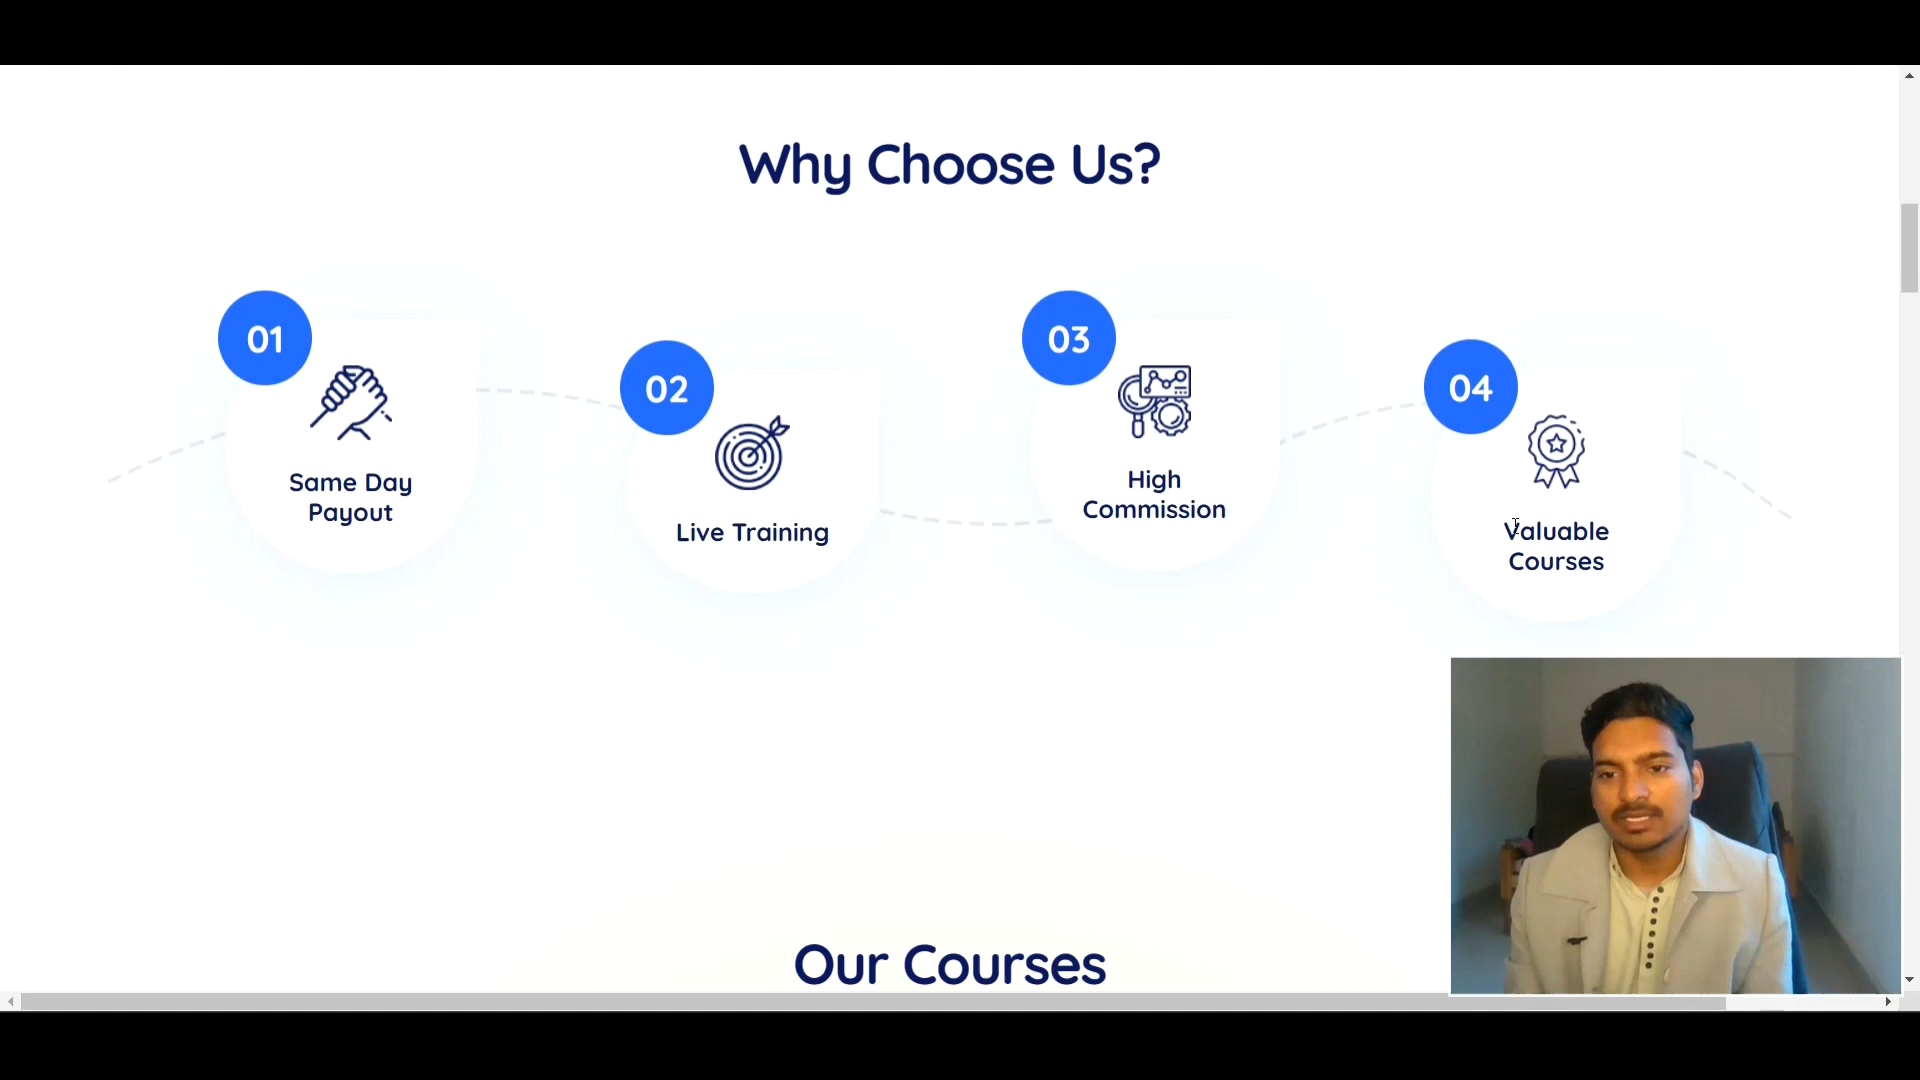 Why Choose Us?
01
Same Day
Payout
02
Live Training
03
High
Commission
04
Valuable
Courses
Our Courses